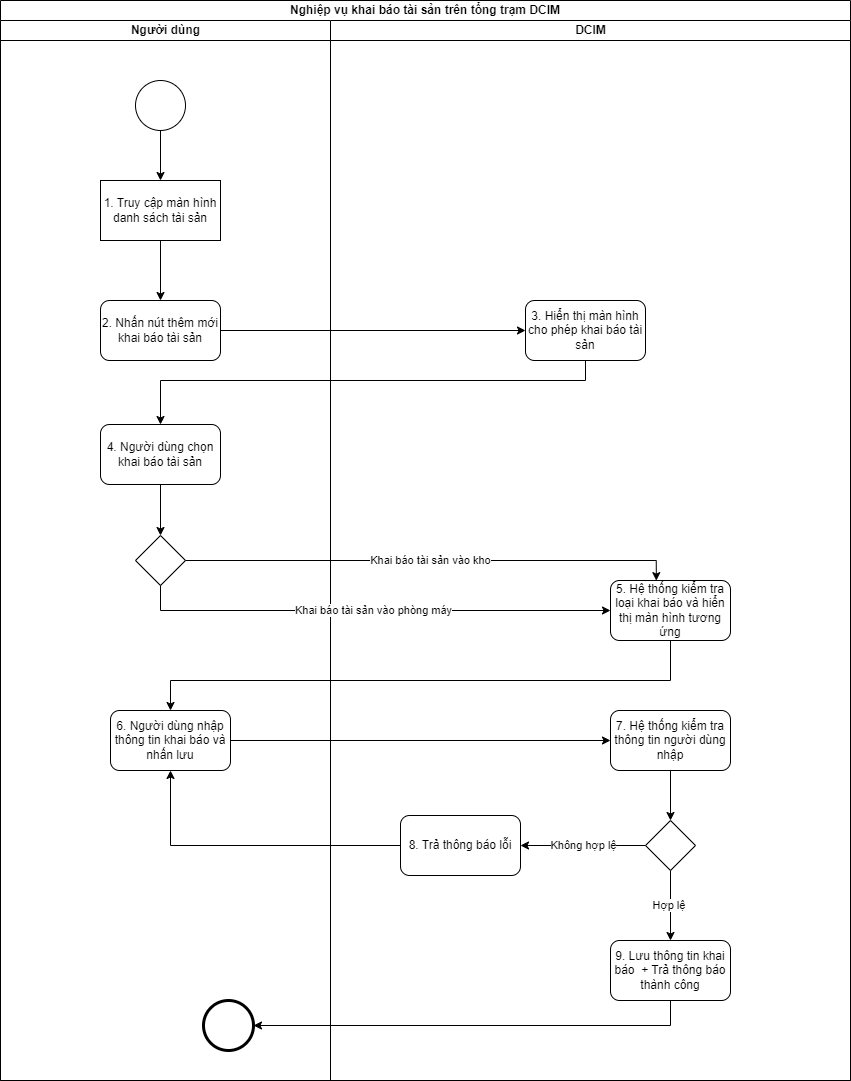 Nghiệp vụ khai báo tài sản trên tổng trạm DCIM
Người dùng
DCIM
1. Truy cập màn hình
danh sách tài sản
2. Nhấn nút thêm mới
khai báo tài sản
3. Hiển thị màn hình
cho phép khai báo tài
sản
4. Người dùng chọn
khai báo tài sản
Khai báo tài sản vào kho
Khai báo tài sản vào phòng máy
5. Hệ thống kiểm tra
loại khai báo và hiển
thị màn hình tương
ứng
6. Người dùng nhập
thông tin khai báo và
nhấn lưu
7. Hệ thống kiểm tra
thông tin người dùng
nhập
8. Trả thông báo lỗi
Không hợp lệ
Hợp lệ
9. Lưu thông tin khai
báo + Trả thông báo
thành công